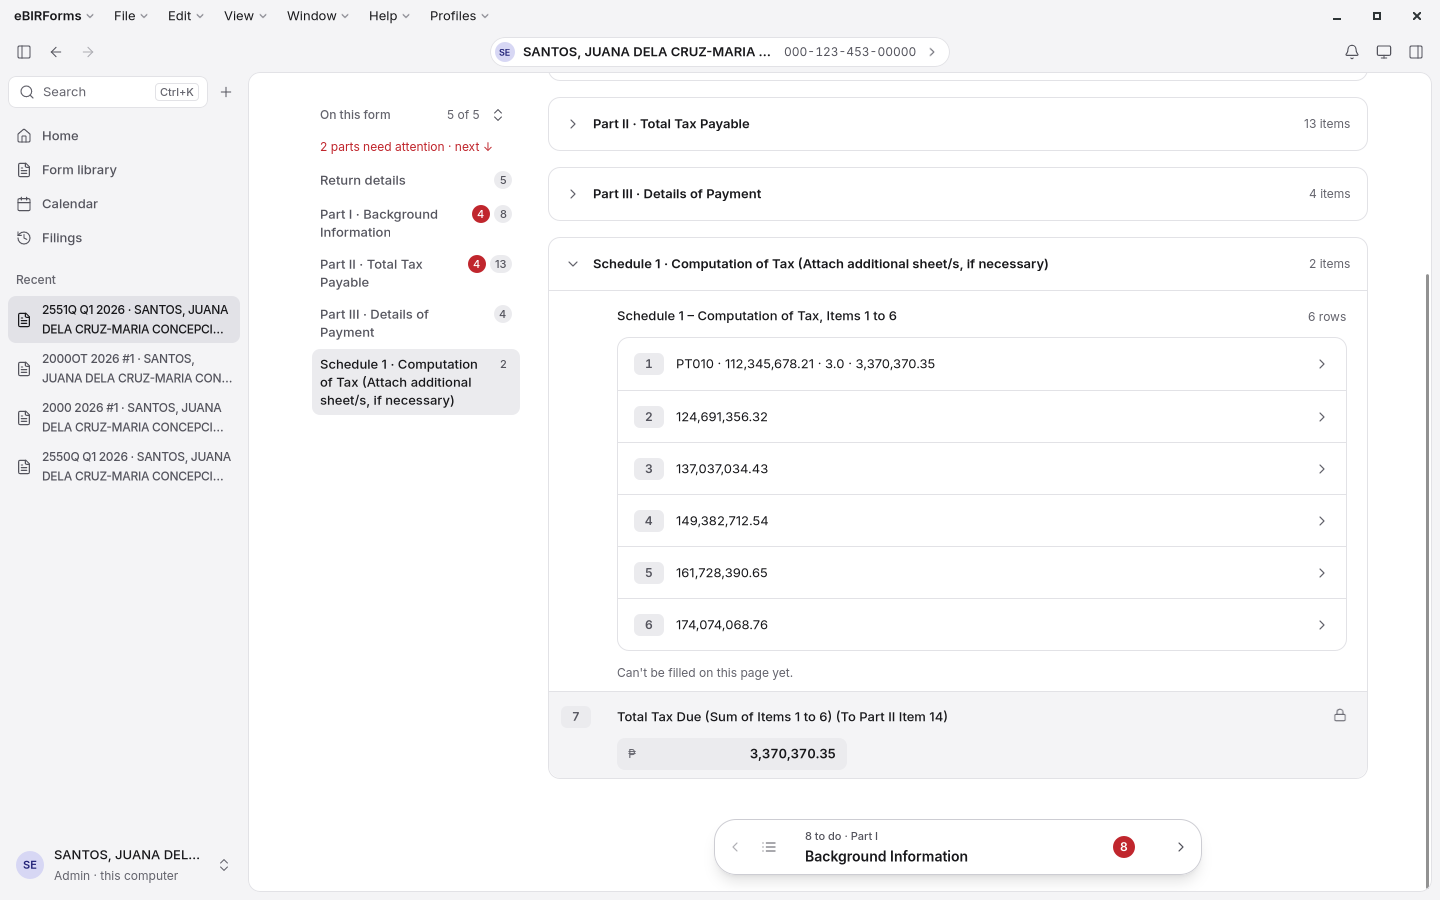 eBIRForms File Edit View Window Help Profiles
SE SANTOS, JUANA DELA CRUZ-MARIA ... 000-123-453-00000
Search Ctrl+K
Home
Form library
Calendar
Filings
Recent
2551Q Q1 2026 · SANTOS, JUANA
DELA CRUZ-MARIA CONCEPCI...
2000OT 2026 #1 · SANTOS,
JUANA DELA CRUZ-MARIA CON...
2000 2026 #1 · SANTOS, JUANA
DELA CRUZ-MARIA CONCEPCI...
2550Q Q1 2026 · SANTOS, JUANA
DELA CRUZ-MARIA CONCEPCI...
SE SANTOS, JUANA DEL...
Admin · this computer
On this form 5 of 5
2 parts need attention · next ↓
Return details 5
Part I · Background 4 8
Information
Part II · Total Tax 4 13
Payable
Part III · Details of 4
Payment
Schedule 1 · Computation 2
of Tax (Attach additional
sheet/s, if necessary)
Part II · Total Tax Payable 13 items
Part III · Details of Payment 4 items
Schedule 1 · Computation of Tax (Attach additional sheet/s, if necessary) 2 items
Schedule 1 – Computation of Tax, Items 1 to 6 6 rows
1 PT010 · 112,345,678.21 · 3.0 · 3,370,370.35
2 124,691,356.32
3 137,037,034.43
4 149,382,712.54
5 161,728,390.65
6 174,074,068.76
Can't be filled on this page yet.
7 Total Tax Due (Sum of Items 1 to 6) (To Part II Item 14)
₱ 3,370,370.35
8 to do · Part I
Background Information 8